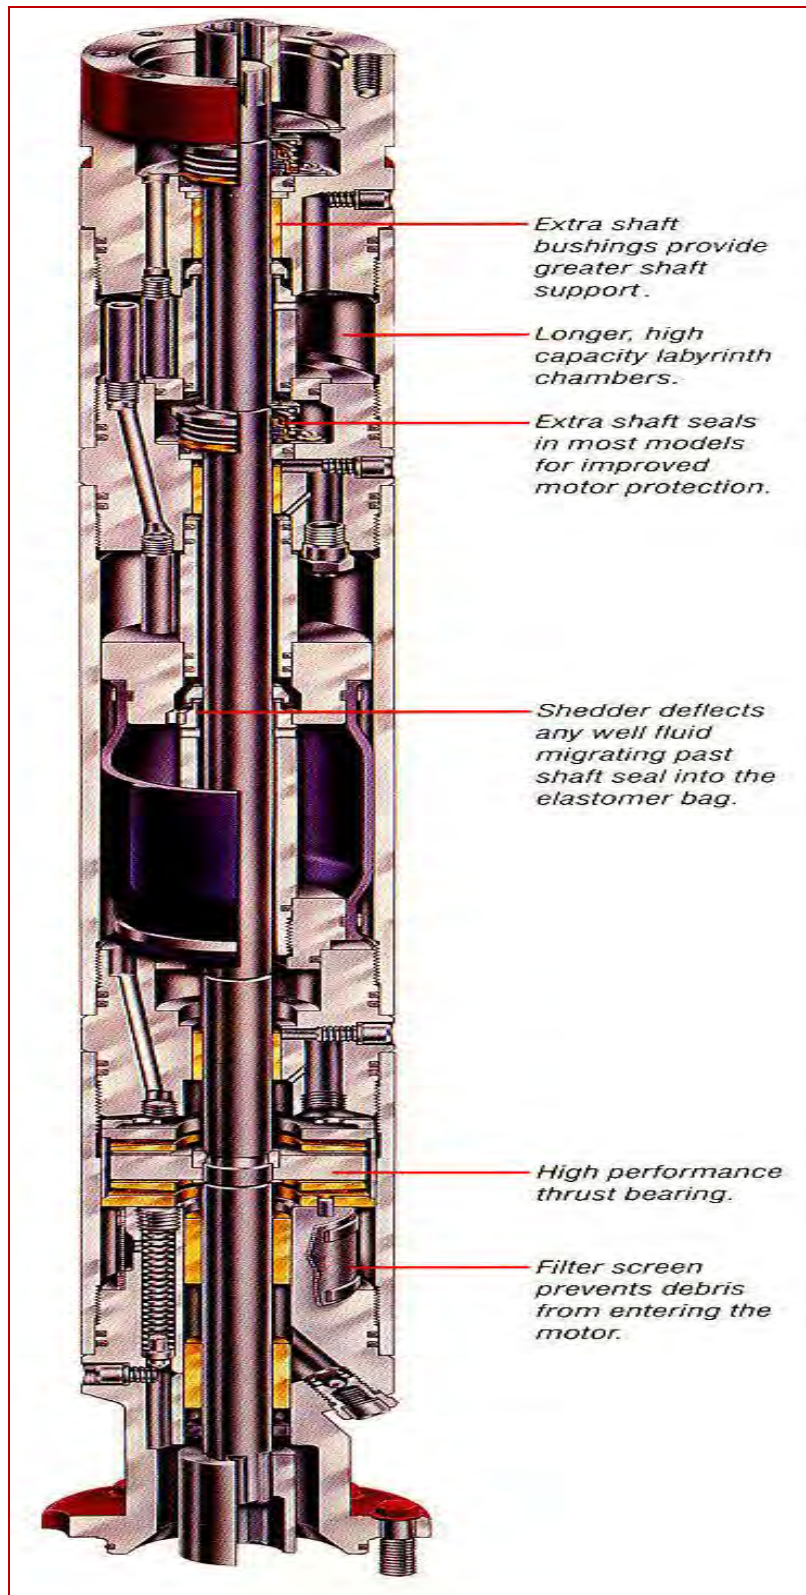 Extra shaft
bushings provide
greater shaft
support.
Longer, high
capacity labyrinth
chambers.
Extra shaft seals
in most models
for improved
motor protection.
Shedder deflects
any well fluid
migrating past
shaft seal into the
elastomer bag.
High performance
thrust bearing.
Filter screen
prevents debris
from entering the
motor.